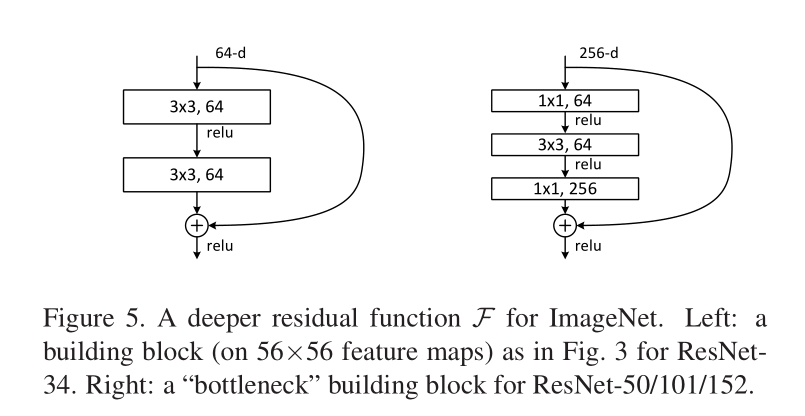 64-d
3x3, 64
relu
3x3, 64
+
relu
256-d
1x1, 64
relu
3x3, 64
relu
1x1, 256
+
relu
Figure 5. A deeper residual function F for ImageNet. Left: a
building block (on 56×56 feature maps) as in Fig. 3 for ResNet-
34. Right: a “bottleneck” building block for ResNet-50/101/152.